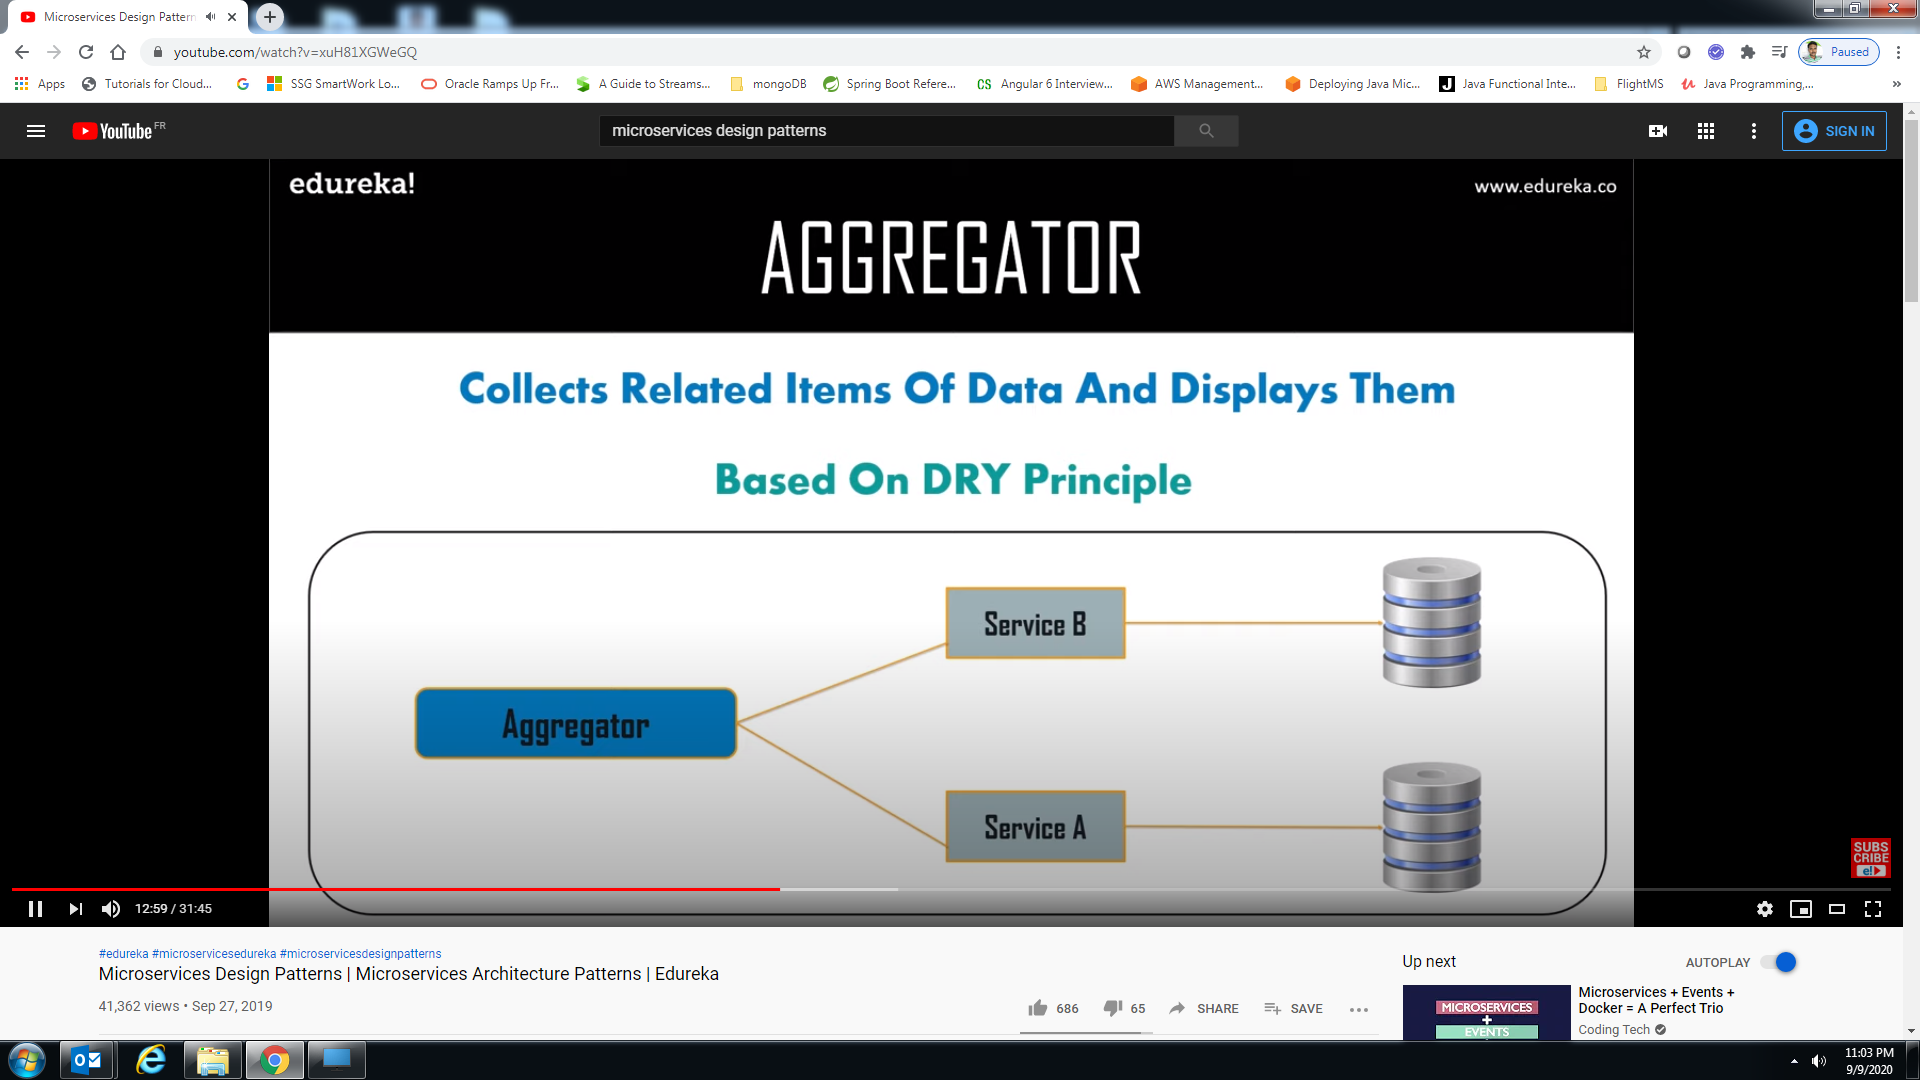 Microservices Design Pattern
youtube.com/watch?v=xuH81XGWeGQ
Paused
Apps
Tutorials for Cloud...
SSG SmartWork Lo...
Oracle Ramps Up Fr...
A Guide to Streams...
mongoDB
Spring Boot Refere...
CS Angular 6 Interview...
AWS Management...
Deploying Java Mic...
J Java Functional Inte...
FlightMS
Java Programming,...
YouTube FR
microservices design patterns
SIGN IN
edureka!
www.edureka.co
AGGREGATOR
Collects Related Items Of Data And Displays Them
Based On DRY Principle
Service B
Aggregator
Service A
SUBS
CRIBE
e!
12:59 / 31:45
#edureka #microservicesedureka #microservicesdesignpatterns
Microservices Design Patterns | Microservices Architecture Patterns | Edureka
41,362 views • Sep 27, 2019
686
65
SHARE
SAVE
Up next
AUTOPLAY
MICROSERVICES
+
EVENTS
Microservices + Events +
Docker = A Perfect Trio
Coding Tech
11:03 PM
9/9/2020